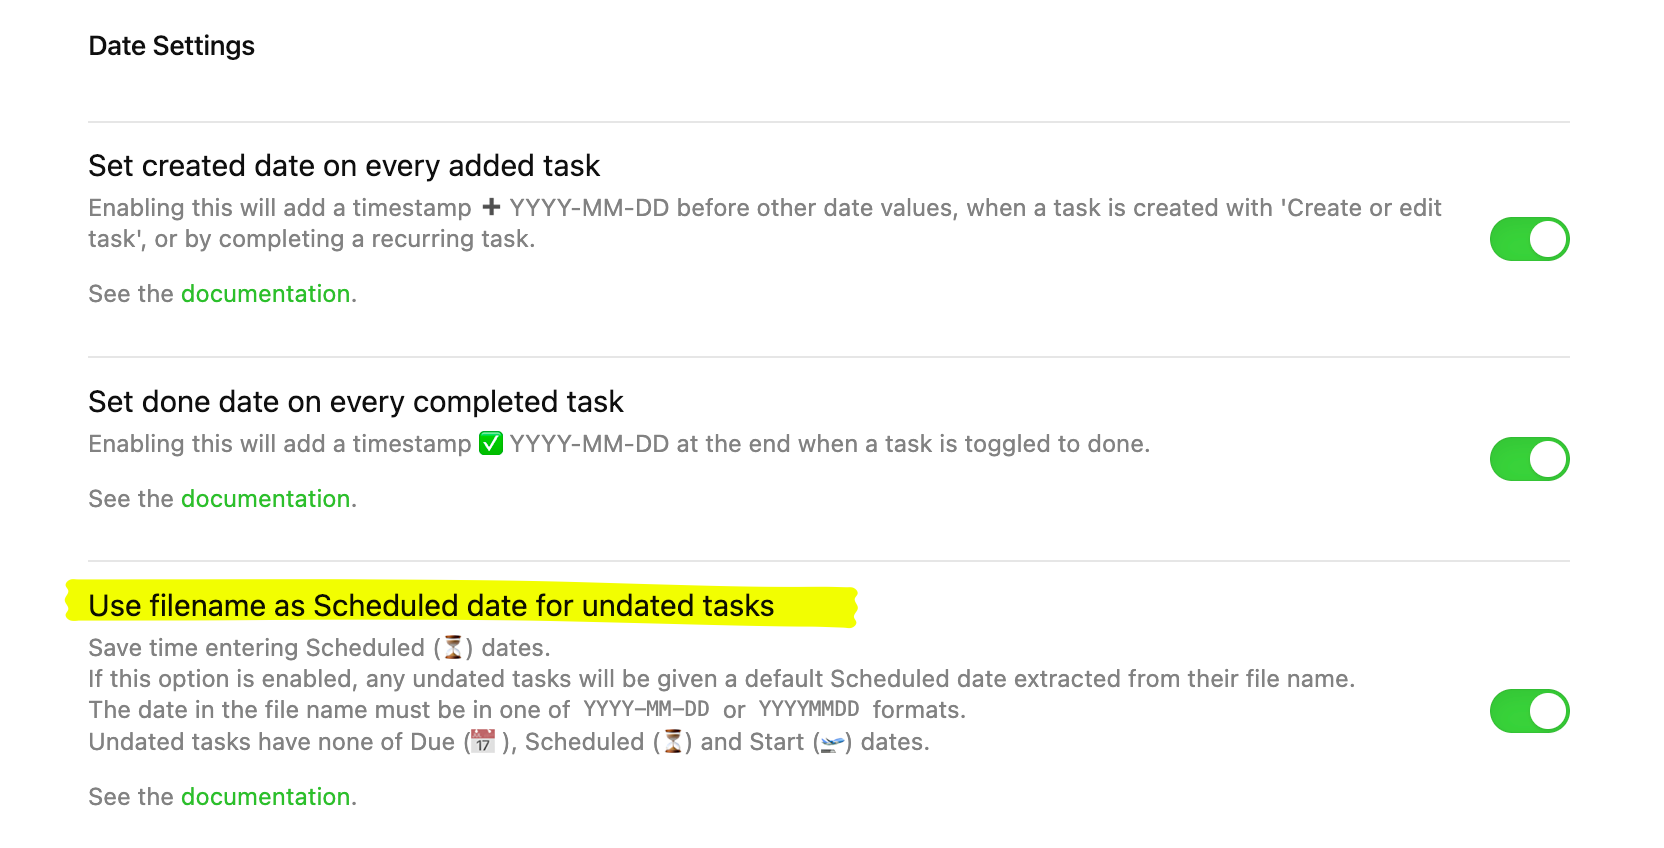 Date Settings
Set created date on every added task
Enabling this will add a timestamp ➕ YYYY-MM-DD before other date values, when a task is created with 'Create or edit
task', or by completing a recurring task.
See the documentation.
Set done date on every completed task
Enabling this will add a timestamp ✅ YYYY-MM-DD at the end when a task is toggled to done.
See the documentation.
Use filename as Scheduled date for undated tasks
Save time entering Scheduled (⏳) dates.
If this option is enabled, any undated tasks will be given a default Scheduled date extracted from their file name.
The date in the file name must be in one of YYYY-MM-DD or YYYYMMDD formats.
Undated tasks have none of Due (📅 ), Scheduled (⏳) and Start (🛫) dates.
See the documentation.